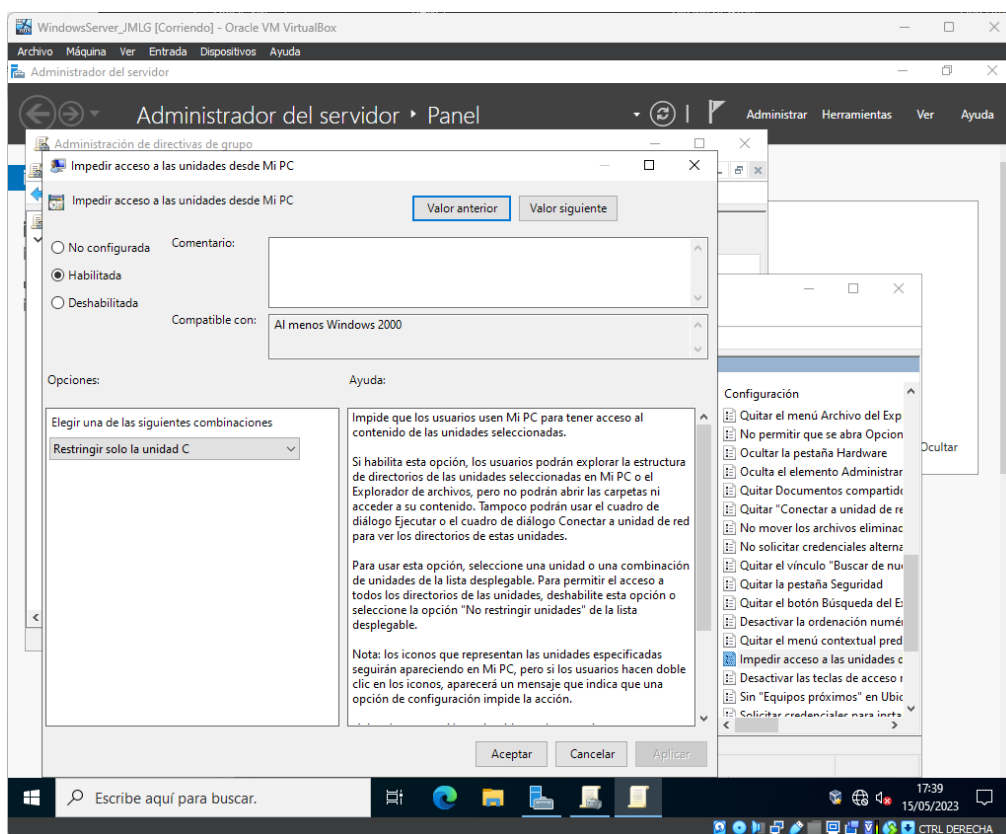 WindowsServer_JMLG [Corriendo] - Oracle VM VirtualBox
Archivo Máquina Ver Entrada Dispositivos Ayuda
Administrador del servidor
Administrador del servidor Panel
Administrar Herramientas Ver Ayuda
Administración de directivas de grupo
Impedir acceso a las unidades desde Mi PC
Impedir acceso a las unidades desde Mi PC
Valor anterior Valor siguiente
No configurada
Habilitada
Deshabilitada
Comentario:
Compatible con:
Al menos Windows 2000
Opciones:
Ayuda:
Elegir una de las siguientes combinaciones
Restringir solo la unidad C
Impide que los usuarios usen Mi PC para tener acceso al
contenido de las unidades seleccionadas.
Si habilita esta opción, los usuarios podrán explorar la estructura
de directorios de las unidades seleccionadas en Mi PC o el
Explorador de archivos, pero no podrán abrir las carpetas ni
acceder a su contenido. Tampoco podrán usar el cuadro de
diálogo Ejecutar o el cuadro de diálogo Conectar a unidad de red
para ver los directorios de estas unidades.
Para usar esta opción, seleccione una unidad o una combinación
de unidades de la lista desplegable. Para permitir el acceso a
todos los directorios de las unidades, deshabilite esta opción o
seleccione la opción "No restringir unidades" de la lista
desplegable.
Nota: los iconos que representan las unidades especificadas
seguirán apareciendo en Mi PC, pero si los usuarios hacen doble
clic en los iconos, aparecerá un mensaje que indica que una
opción de configuración impide la acción.
Aceptar Cancelar Aplicar
Configuración
Quitar el menú Archivo del Exp
No permitir que se abra Opcion
Ocultar la pestaña Hardware
Oculta el elemento Administrar
Quitar Documentos compartido
Quitar "Conectar a unidad de re
No mover los archivos eliminac
No solicitar credenciales alterna
Quitar el vínculo "Buscar de nu
Quitar la pestaña Seguridad
Quitar el botón Búsqueda del E
Desactivar la ordenación numé
Quitar el menú contextual pred
Impedir acceso a las unidades d
Desactivar las teclas de acceso r
Sin "Equipos próximos" en Ubic
Solicitar credenciales para insta
Ocultar
Escribe aquí para buscar.
17:39
15/05/2023
CTRL DERECHA